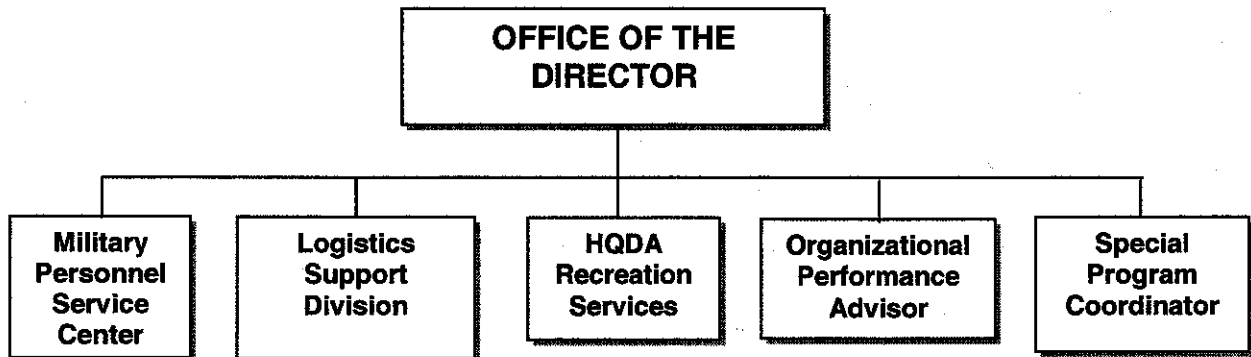 OFFICE OF THE
DIRECTOR
Military
Personnel
Service
Center
Logistics
Support
Division
HQDA
Recreation
Services
Organizational
Performance
Advisor
Special
Program
Coordinator